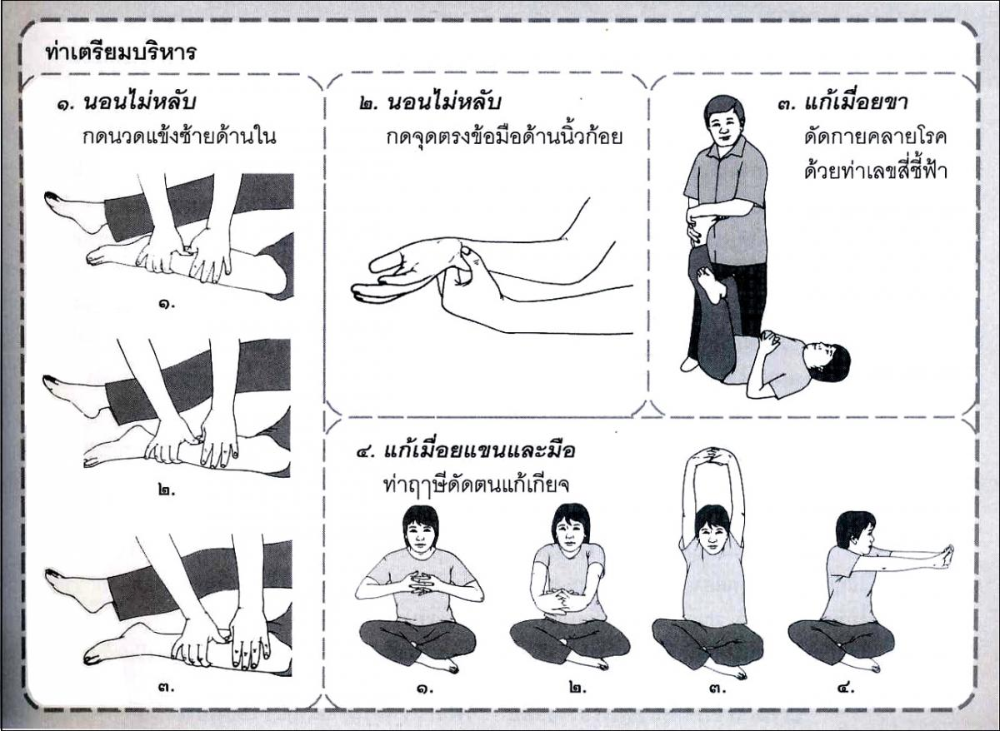 ท่าเตรียมบริหาร
๑. นอนไม่หลับ
กดนวดแข้งซ้ายด้านใน
๑.
๒.
๓.
๒. นอนไม่หลับ
กดจุดตรงข้อมือด้านนิ้วก้อย
๓. แก้เมื่อยขา
ดัดกายคลายโรค
ด้วยท่าเลขสี่ชี้ฟ้า
๔. แก้เมื่อยแขนและมือ
ท่าฤๅษีดัดตนแก้เกียจ
๑.
๒.
๓.
๔.